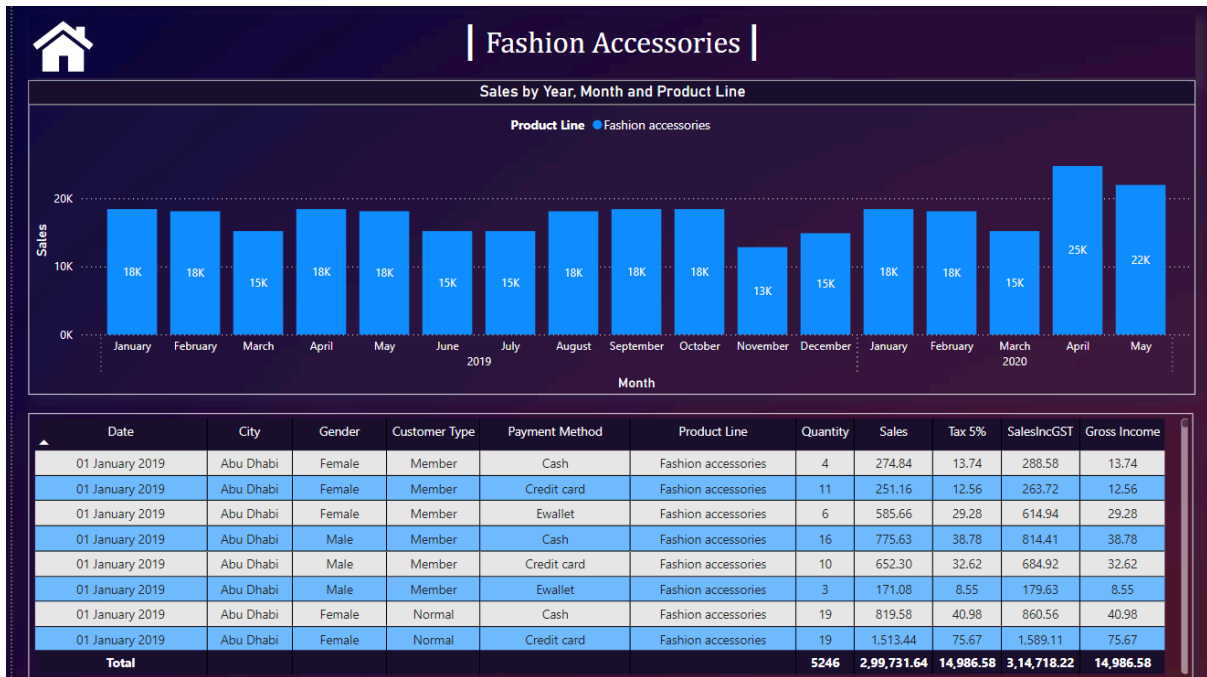 | Fashion Accessories |
Sales by Year, Month and Product Line
Product Line Fashion accessories
20K
10K
0K
Sales
18K 18K 15K 18K 18K 15K 15K 18K 18K 18K 13K 15K 18K 18K 15K 25K 22K
January February March April May June July August September October November December January February March April May
2019 2020
Month
Date City Gender Customer Type Payment Method Product Line Quantity Sales Tax 5% SalesIncGST Gross Income
01 January 2019 Abu Dhabi Female Member Cash Fashion accessories 4 274.84 13.74 288.58 13.74
01 January 2019 Abu Dhabi Female Member Credit card Fashion accessories 11 251.16 12.56 263.72 12.56
01 January 2019 Abu Dhabi Female Member Ewallet Fashion accessories 6 585.66 29.28 614.94 29.28
01 January 2019 Abu Dhabi Male Member Cash Fashion accessories 16 775.63 38.78 814.41 38.78
01 January 2019 Abu Dhabi Male Member Credit card Fashion accessories 10 652.30 32.62 684.92 32.62
01 January 2019 Abu Dhabi Male Member Ewallet Fashion accessories 3 171.08 8.55 179.63 8.55
01 January 2019 Abu Dhabi Female Normal Cash Fashion accessories 19 819.58 40.98 860.56 40.98
01 January 2019 Abu Dhabi Female Normal Credit card Fashion accessories 19 1,513.44 75.67 1,589.11 75.67
Total 5246 2,99,731.64 14,986.58 3,14,718.22 14,986.58